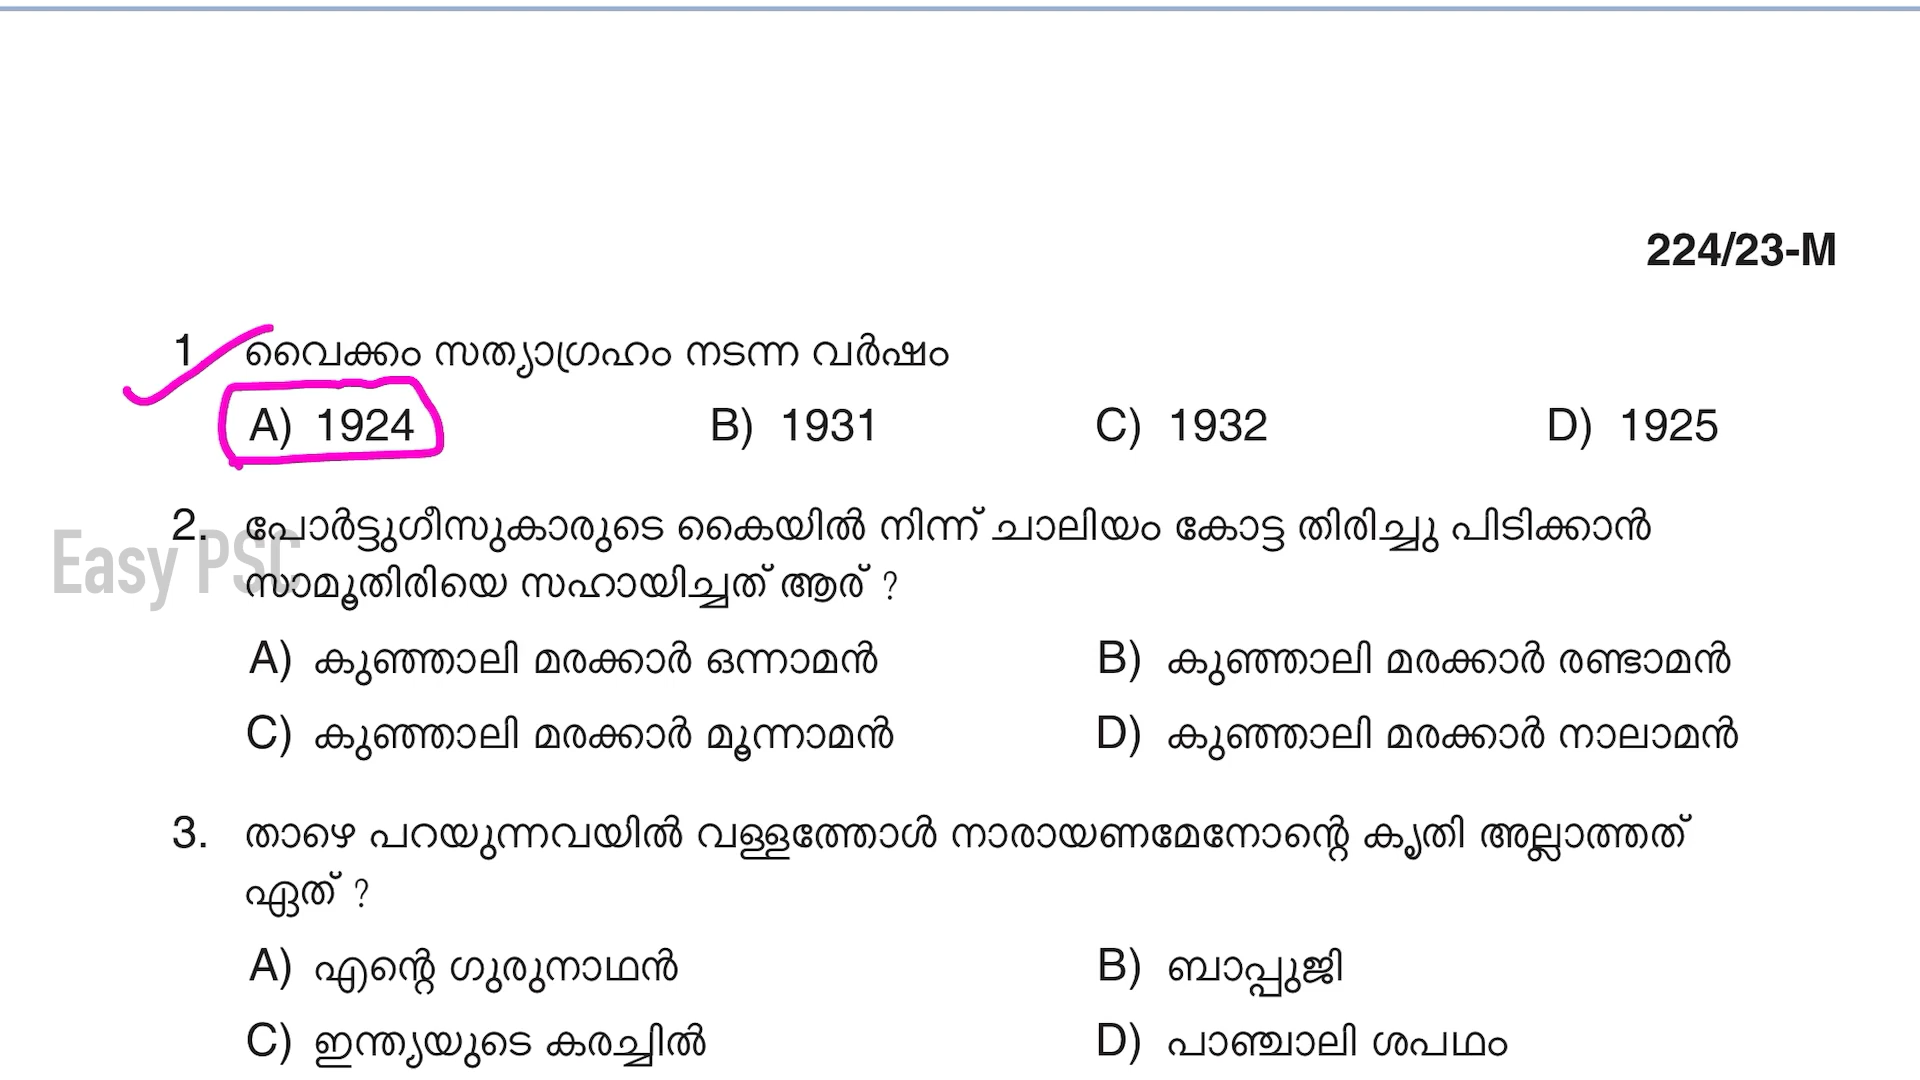 224/23-M
1. വൈക്കം സത്യാഗ്രഹം നടന്ന വർഷം
A) 1924 B) 1931 C) 1932 D) 1925
2. പോർട്ടുഗീസുകാരുടെ കൈയിൽ നിന്ന് ചാലിയം കോട്ട തിരിച്ചു പിടിക്കാൻ
Easy PSC
സാമൂതിരിയെ സഹായിച്ചത് ആര് ?
A) കുഞ്ഞാലി മരക്കാർ ഒന്നാമൻ B) കുഞ്ഞാലി മരക്കാർ രണ്ടാമൻ
C) കുഞ്ഞാലി മരക്കാർ മൂന്നാമൻ D) കുഞ്ഞാലി മരക്കാർ നാലാമൻ
3. താഴെ പറയുന്നവയിൽ വള്ളത്തോൾ നാരായണമേനോന്റെ കൃതി അല്ലാത്തത്
ഏത് ?
A) എന്റെ ഗുരുനാഥൻ B) ബാപ്പുജി
C) ഇന്ത്യയുടെ കരച്ചിൽ D) പാഞ്ചാലി ശപഥം